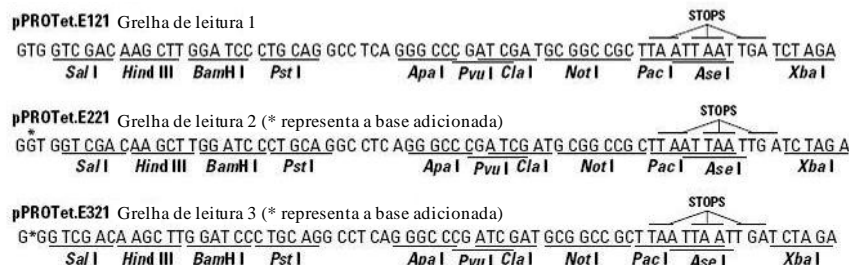 pPROTet.E121 Grelha de leitura 1
STOPS
GTG GTC GAC AAG CTT GGA TCC CTG CAG GCC TCA GGG CCC GAT CGA TGC GGC CGC TTA ATT AAT TGA TCT AGA
Sal I Hind III BamH I Pst I Apa I Pvu I Cla I Not I Pac I Ase I Xba I
pPROTet.E221 Grelha de leitura 2 (* representa a base adicionada)
STOPS
*
GGT GGT CGA CAA GCT TGG ATC CCT GCA GGC CTC AGG GCC CGA TCG ATG CGG CCG CTT AAT TAA TTG ATC TAG A
Sal I Hind III BamH I Pst I Apa I Pvu I Cla I Not I Pac I Ase I Xba I
pPROTet.E321 Grelha de leitura 3 (* representa a base adicionada)
STOPS
G*GG TCG ACA AGC TTG GAT CCC TGC AGG CCT CAG GGC CCG ATC GAT GCG GCC GCT TAA TTA ATT GAT CTA GA
Sal I Hind III BamH I Pst I Apa I Pvu I Cla I Not I Pac I Ase I Xba I